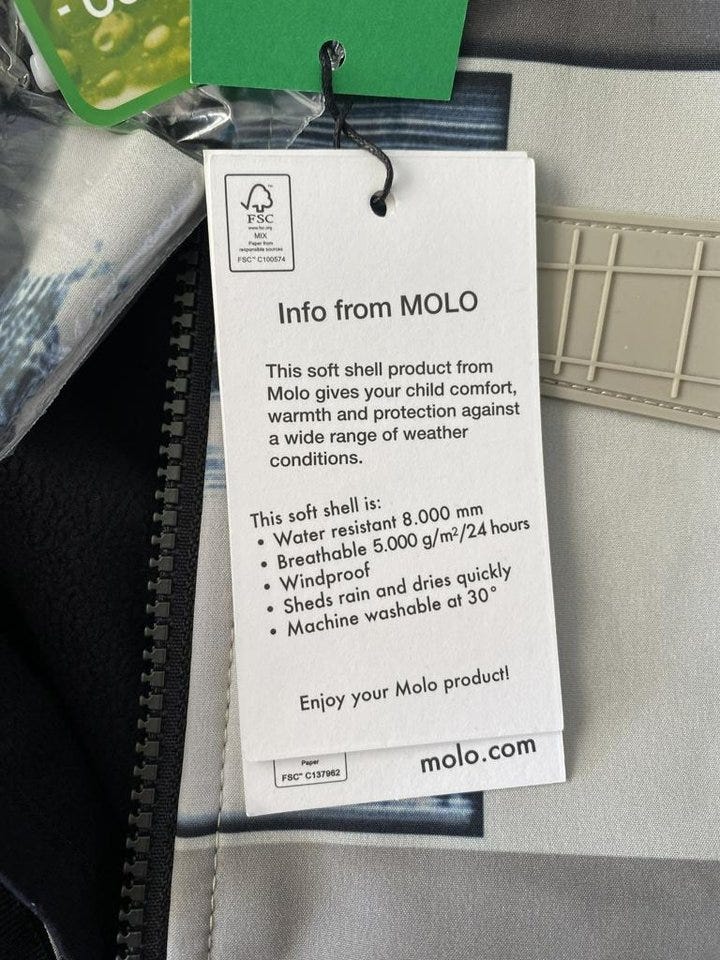 FSC
www.fsc.org
MIX
Paper from
responsible sources
FSC™ C100574
Info from MOLO
This soft shell product from
Molo gives your child comfort,
warmth and protection against
a wide range of weather
conditions.
This soft shell is:
• Water resistant 8.000 mm
• Breathable 5.000 g/m²/24 hours
• Windproof
• Sheds rain and dries quickly
• Machine washable at 30°
Enjoy your Molo product!
Paper
FSC™ C137962
molo.com